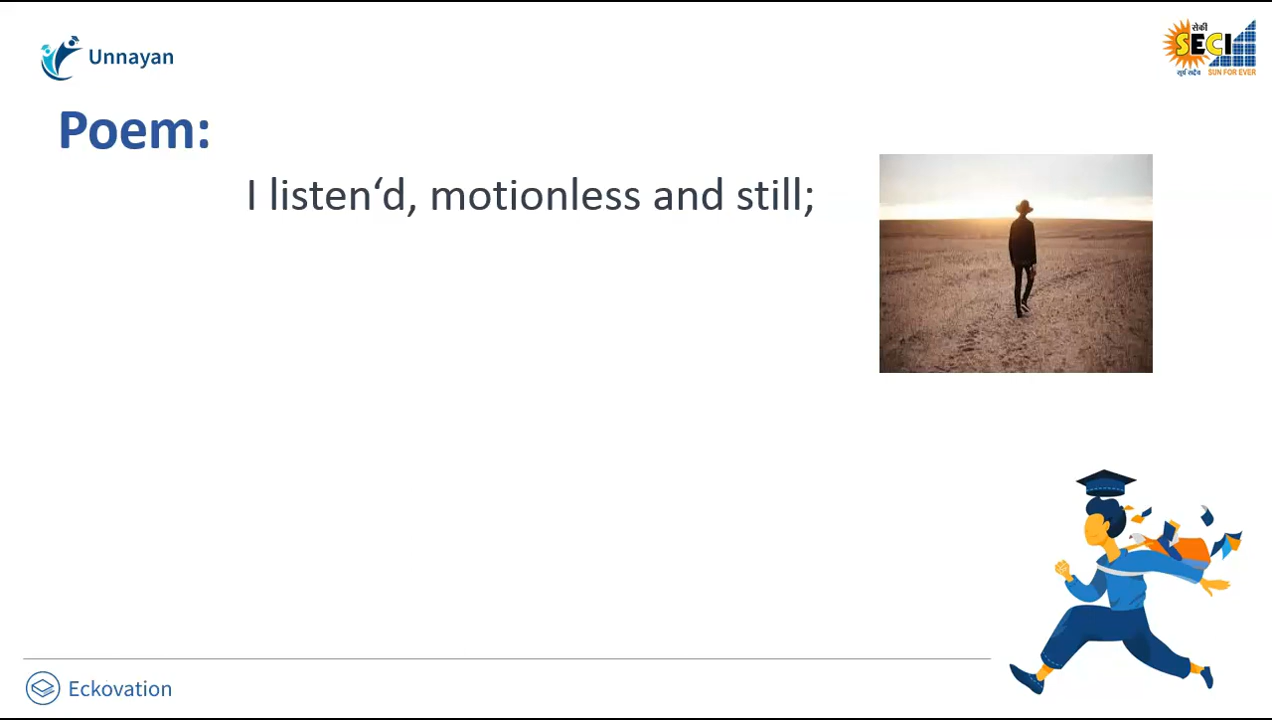 Unnayan
सेकी
SECI
सूर्य सदैव SUN FOR EVER
Poem:
I listen‘d, motionless and still;
Eckovation